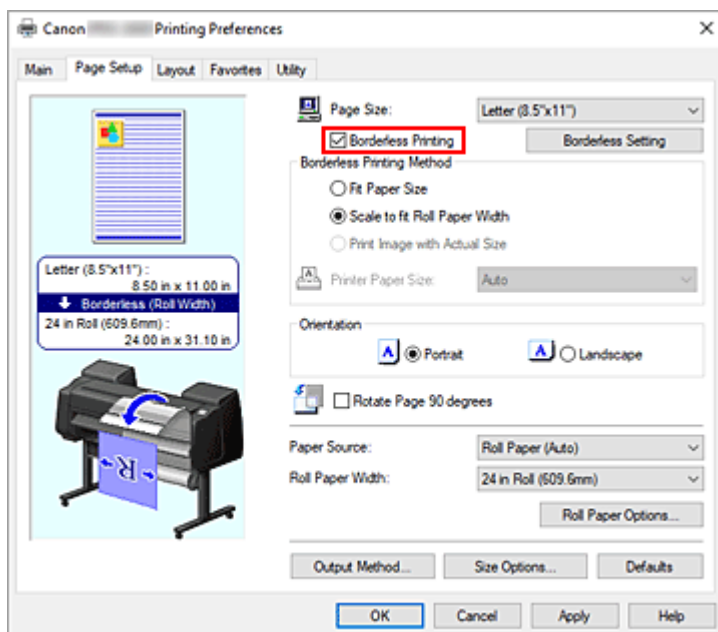 Canon Printing Preferences
Main Page Setup Layout Favorites Utility
Page Size: Letter (8.5"x11")
Borderless Printing Borderless Setting
Borderless Printing Method
Fit Paper Size
Scale to fit Roll Paper Width
Print Image with Actual Size
Printer Paper Size: Auto
Letter (8.5"x11") :
8.50 in x 11.00 in
Borderless (Roll Width)
24 in Roll (609.6mm) :
24.00 in x 31.10 in
Orientation
A Portrait A Landscape
Rotate Page 90 degrees
R
Paper Source: Roll Paper (Auto)
Roll Paper Width: 24 in Roll (609.6mm)
Roll Paper Options...
Output Method... Size Options... Defaults
OK Cancel Apply Help